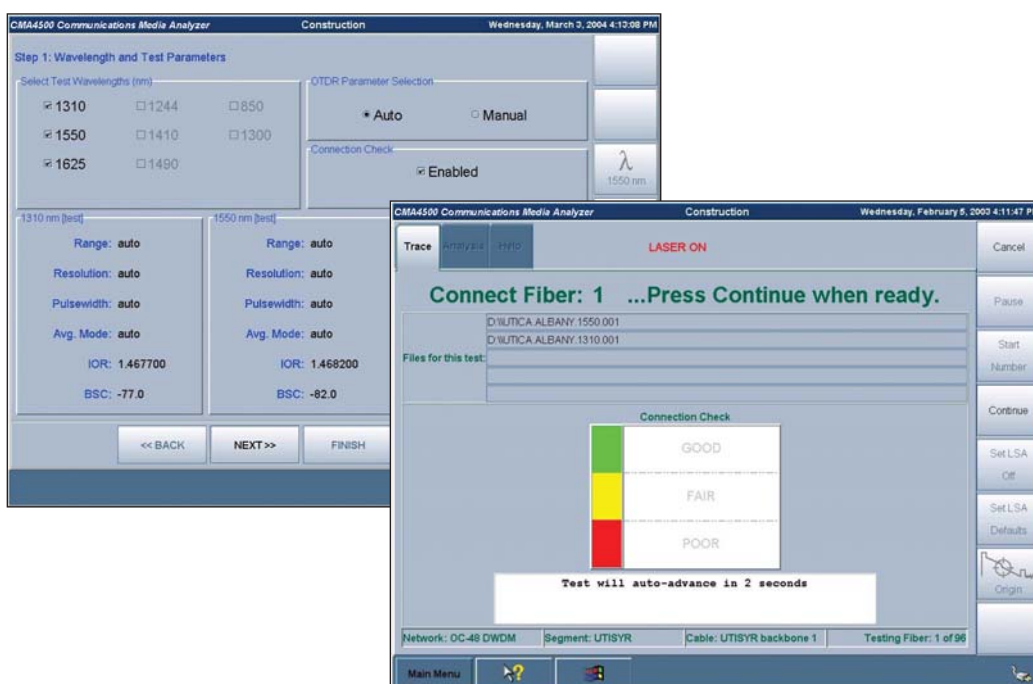 CMA4500 Communications Media Analyzer Construction Wednesday, March 3, 2004 4:13:08 PM
Step 1: Wavelength and Test Parameters
Select Test Wavelengths (nm)
1310 1244 850
1550 1410 1300
1625 1490
OTDR Parameter Selection
Auto Manual
Connection Check
Enabled
λ
1550 nm
1310 nm [test]
Range: auto
Resolution: auto
Pulsewidth: auto
Avg. Mode: auto
IOR: 1.467700
BSC: -77.0
1550 nm [test]
Range: auto
Resolution: auto
Pulsewidth: auto
Avg. Mode: auto
IOR: 1.468200
BSC: -82.0
<< BACK NEXT >> FINISH
CMA4500 Communications Media Analyzer Construction Wednesday, February 5, 2003 4:11:47 P
Trace Analysis Help LASER ON
Connect Fiber: 1 ...Press Continue when ready.
Files for this test:
D:\\UTICA.ALBANY.1550.001
D:\\UTICA.ALBANY.1310.001
Connection Check
GOOD
FAIR
POOR
Test will auto-advance in 2 seconds
Network: OC-48 DWDM Segment: UTISYR Cable: UTISYR backbone 1 Testing Fiber: 1 of 96
Main Menu ?
Cancel
Pause
Start
Number
Continue
Set LSA
Off
Set LSA
Defaults
Origin